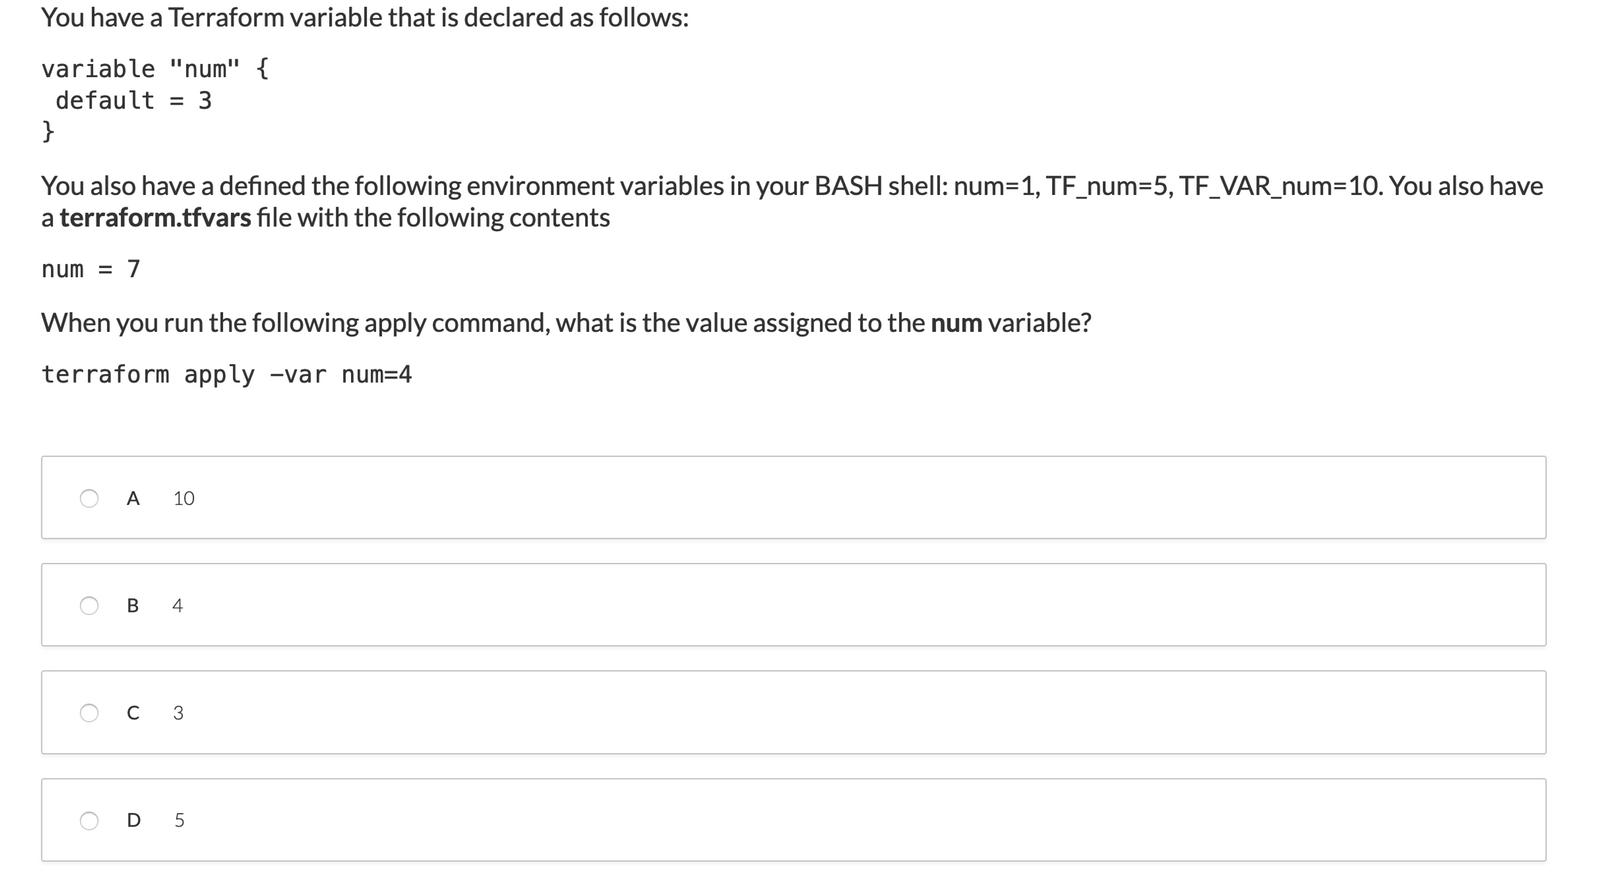 You have a Terraform variable that is declared as follows:
variable "num" {
 default = 3
}
You also have a defined the following environment variables in your BASH shell: num=1, TF_num=5, TF_VAR_num=10. You also have
a terraform.tfvars file with the following contents
num = 7
When you run the following apply command, what is the value assigned to the num variable?
terraform apply –var num=4
A 10
B 4
C 3
D 5